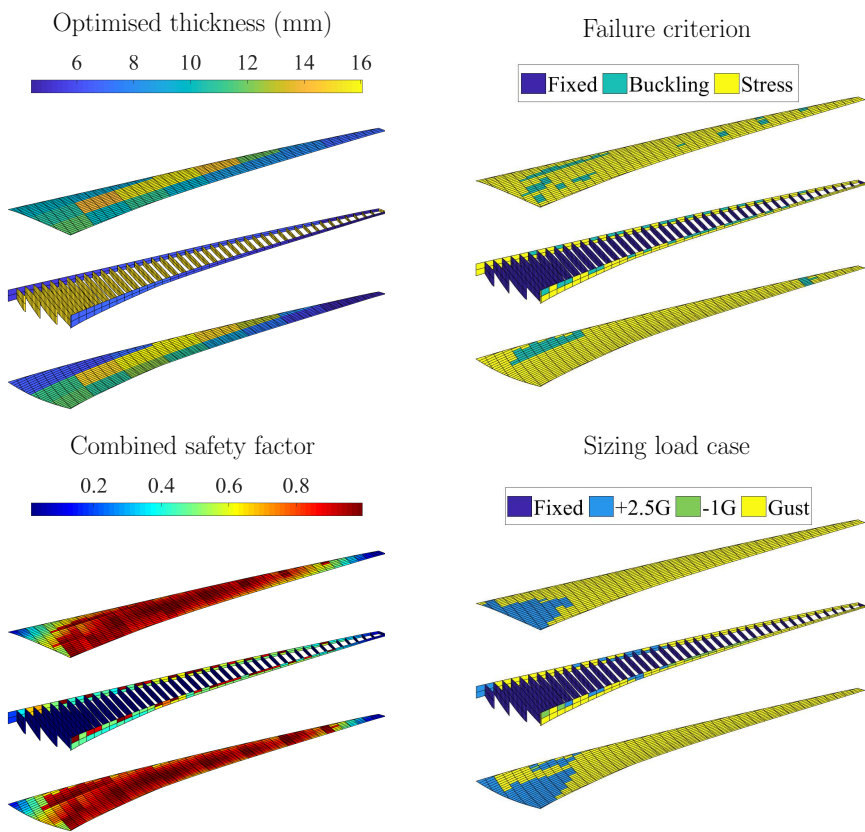 Optimised thickness (mm)
6 8 10 12 14 16
Failure criterion
Fixed Buckling Stress
Combined safety factor
0.2 0.4 0.6 0.8
Sizing load case
Fixed +2.5G -1G Gust